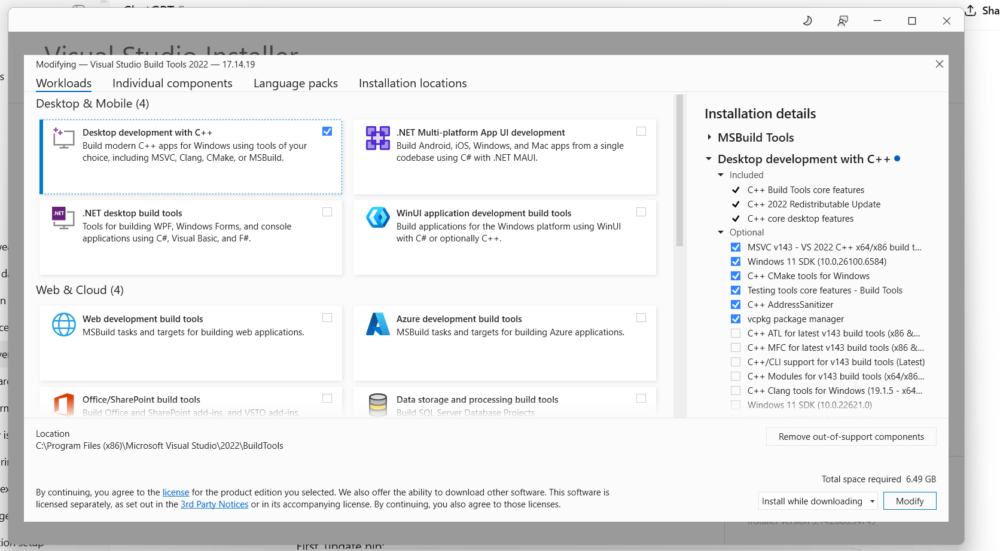 Sha
Visual Studio Installer
Modifying — Visual Studio Build Tools 2022 — 17.14.19
Workloads
Individual components
Language packs
Installation locations
Desktop & Mobile (4)
Desktop development with C++
Build modern C++ apps for Windows using tools of your
choice, including MSVC, Clang, CMake, or MSBuild.
.NET Multi-platform App UI development
Build Android, iOS, Windows, and Mac apps from a single
codebase using C# with .NET MAUI.
.NET
.NET desktop build tools
Tools for building WPF, Windows Forms, and console
applications using C#, Visual Basic, and F#.
WinUI application development build tools
Build applications for the Windows platform using WinUI
with C# or optionally C++.
Web & Cloud (4)
Web development build tools
MSBuild tasks and targets for building web applications.
Azure development build tools
MSBuild tasks and targets for building Azure applications.
Office/SharePoint build tools
Build Office and SharePoint add-ins, and VSTO add-ins.
Data storage and processing build tools
Build SQL Server Database Projects
Installation details
MSBuild Tools
Desktop development with C++
Included
C++ Build Tools core features
C++ 2022 Redistributable Update
C++ core desktop features
Optional
MSVC v143 - VS 2022 C++ x64/x86 build t...
Windows 11 SDK (10.0.26100.6584)
C++ CMake tools for Windows
Testing tools core features - Build Tools
C++ AddressSanitizer
vcpkg package manager
C++ ATL for latest v143 build tools (x86 &...
C++ MFC for latest v143 build tools (x86 &...
C++/CLI support for v143 build tools (Latest)
C++ Modules for v143 build tools (x64/x86...
C++ Clang tools for Windows (19.1.5 - x64...
Windows 11 SDK (10.0.22621.0)
Location
C:\Program Files (x86)\Microsoft Visual Studio\2022\BuildTools
Remove out-of-support components
Total space required 6.49 GB
By continuing, you agree to the license for the product edition you selected. We also offer the ability to download other software. This software is
licensed separately, as set out in the 3rd Party Notices or in its accompanying license. By continuing, you also agree to those licenses.
Install while downloading
Modify
First, update pip: